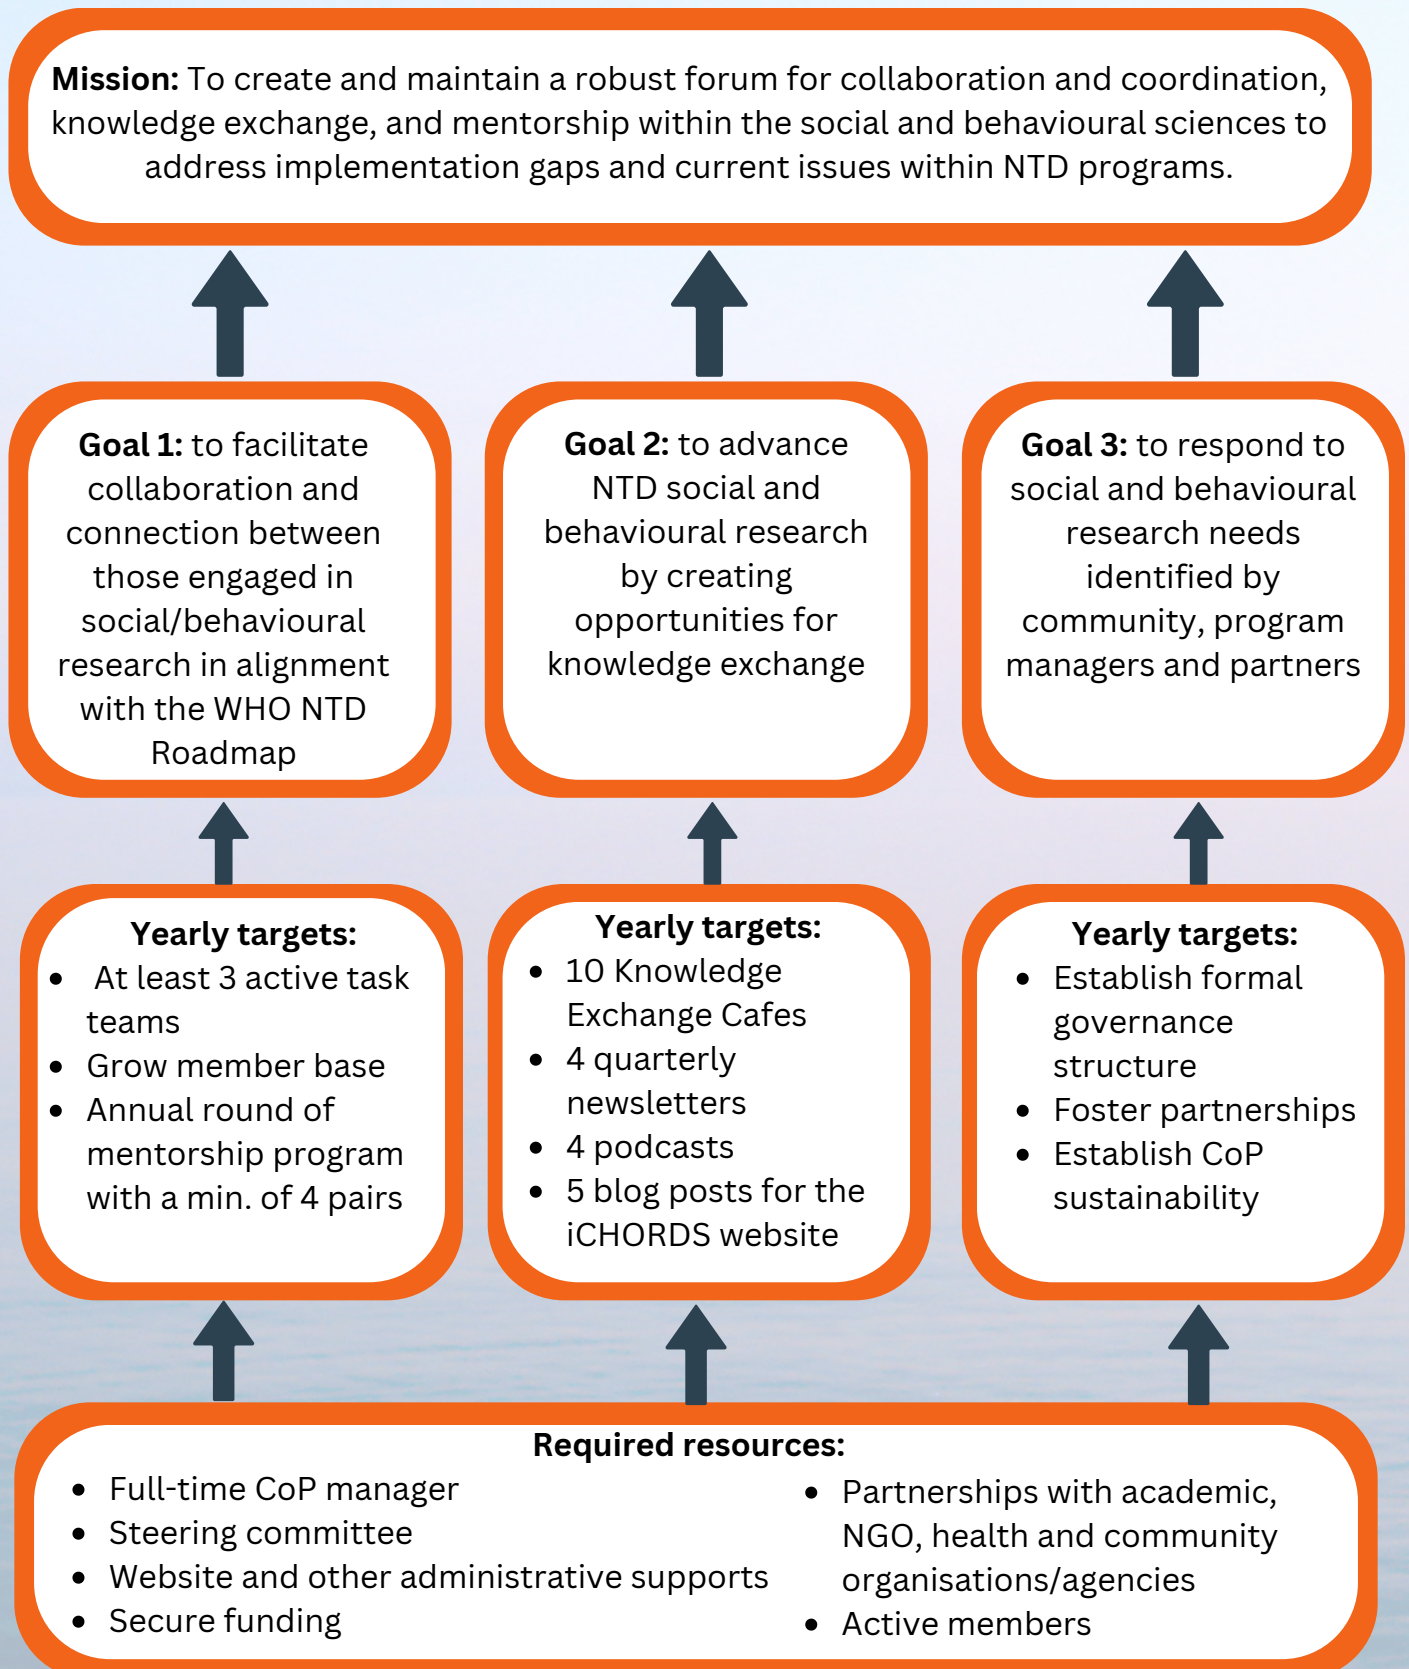 Mission: To create and maintain a robust forum for collaboration and coordination,
knowledge exchange, and mentorship within the social and behavioural sciences to
address implementation gaps and current issues within NTD programs.
Goal 1: to facilitate
collaboration and
connection between
those engaged in
social/behavioural
research in alignment
with the WHO NTD
Roadmap
Goal 2: to advance
NTD social and
behavioural research
by creating
opportunities for
knowledge exchange
Goal 3: to respond to
social and behavioural
research needs
identified by
community, program
managers and partners
Yearly targets:
• At least 3 active task
teams
• Grow member base
• Annual round of
mentorship program
with a min. of 4 pairs
Yearly targets:
• 10 Knowledge
Exchange Cafes
• 4 quarterly
newsletters
• 4 podcasts
• 5 blog posts for the
iCHORDS website
Yearly targets:
• Establish formal
governance
structure
• Foster partnerships
• Establish CoP
sustainability
Required resources:
• Full-time CoP manager
• Steering committee
• Website and other administrative supports
• Secure funding
• Partnerships with academic,
NGO, health and community
organisations/agencies
• Active members